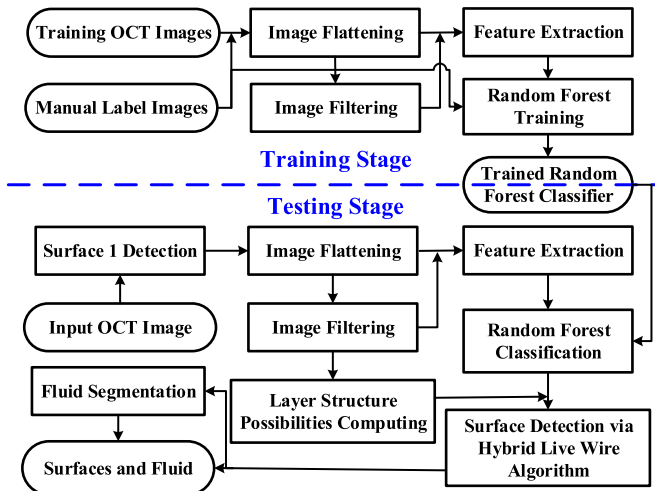 Training OCT Images
Image Flattening
Feature Extraction
Manual Label Images
Image Filtering
Random Forest
Training
Training Stage
Trained Random
Forest Classifier
Testing Stage
Surface 1 Detection
Image Flattening
Feature Extraction
Input OCT Image
Image Filtering
Random Forest
Classification
Fluid Segmentation
Layer Structure
Possibilities Computing
Surface Detection via
Hybrid Live Wire
Algorithm
Surfaces and Fluid